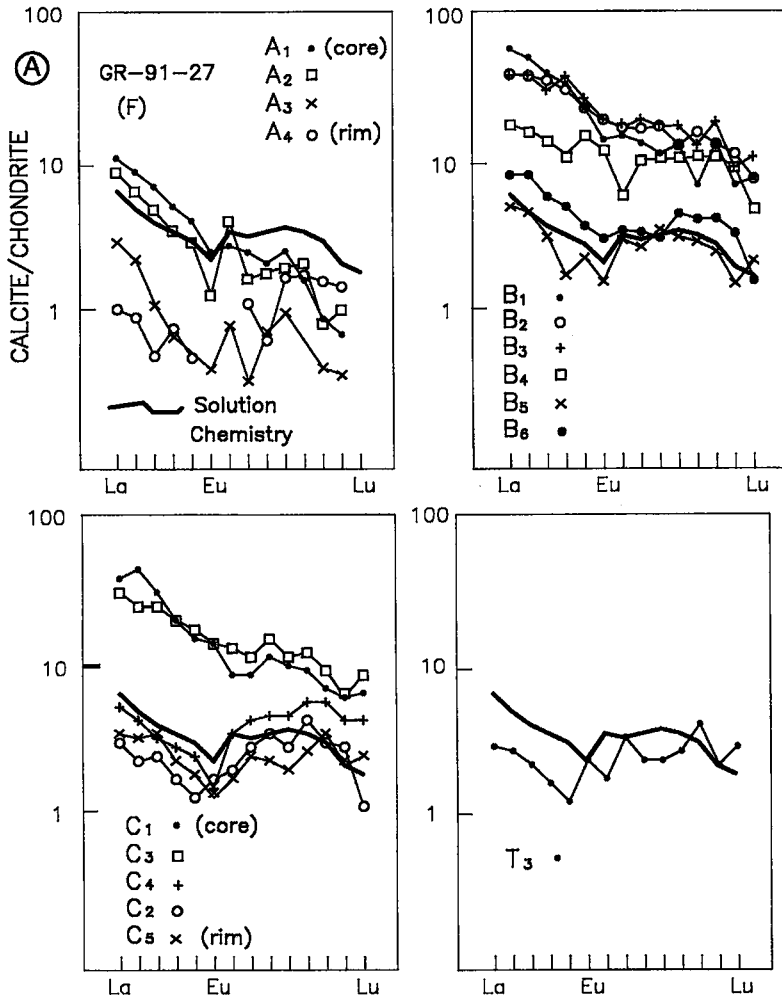 CALCITE/CHONDRITE
A
100
10
1
GR-91-27
(F)
A1 • (core)
A2 □
A3 ×
A4 ○ (rim)
Solution
Chemistry
La Eu Lu
100
10
1
B1 •
B2 ○
B3 +
B4 □
B5 ×
B6 •
La Eu Lu
100
10
1
C1 • (core)
C3 □
C4 +
C2 ○
C5 × (rim)
La Eu Lu
100
10
1
T3 •
La Eu Lu